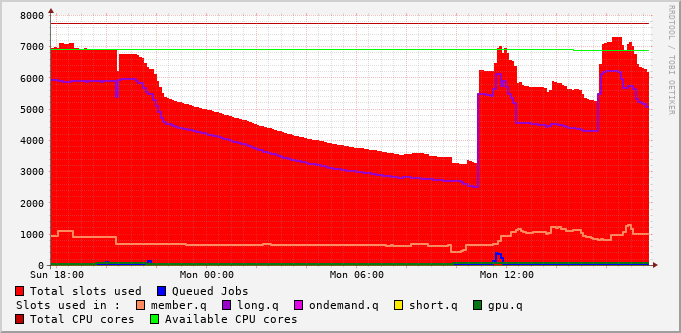 8000
7000
6000
5000
4000
3000
2000
1000
0
Sun 18:00 Mon 00:00 Mon 06:00 Mon 12:00
RRDTOOL / TOBI OETIKER
Total slots used Queued Jobs
Slots used in : member.q long.q ondemand.q short.q gpu.q
Total CPU cores Available CPU cores